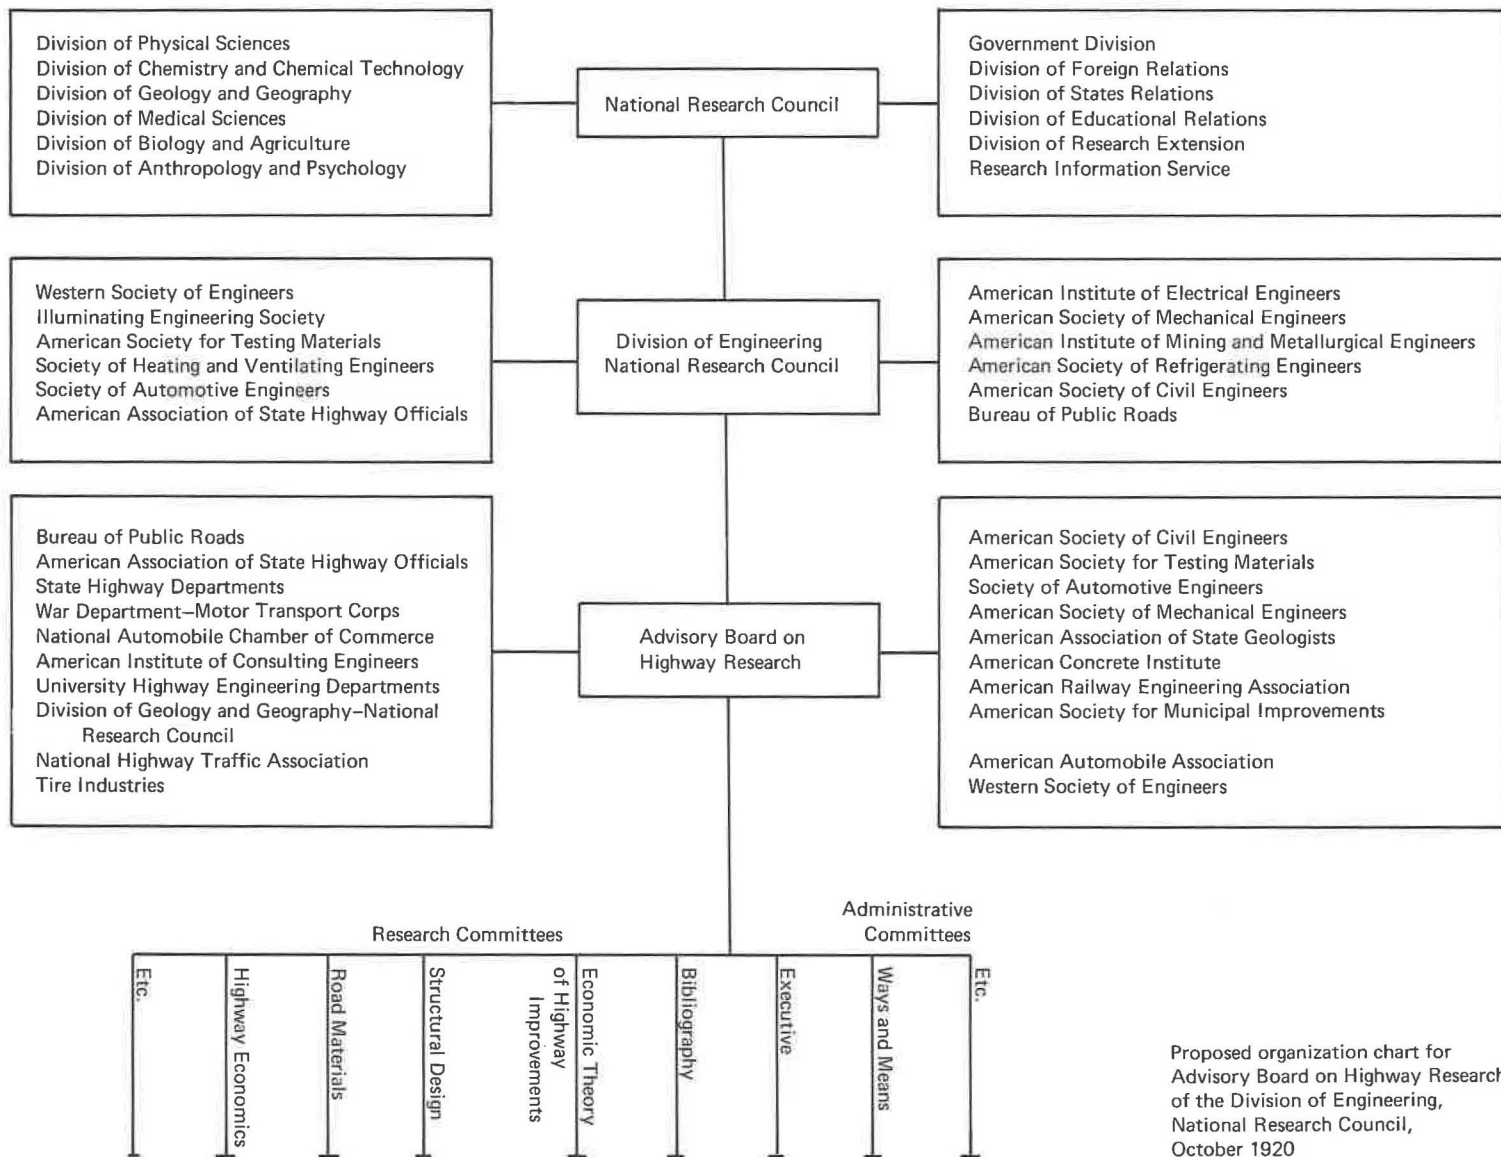 Division of Physical Sciences
Division of Chemistry and Chemical Technology
Division of Geology and Geography
Division of Medical Sciences
Division of Biology and Agriculture
Division of Anthropology and Psychology
National Research Council
Government Division
Division of Foreign Relations
Division of States Relations
Division of Educational Relations
Division of Research Extension
Research Information Service
Western Society of Engineers
Illuminating Engineering Society
American Society for Testing Materials
Society of Heating and Ventilating Engineers
Society of Automotive Engineers
American Association of State Highway Officials
Division of Engineering
National Research Council
American Institute of Electrical Engineers
American Society of Mechanical Engineers
American Institute of Mining and Metallurgical Engineers
American Society of Refrigerating Engineers
American Society of Civil Engineers
Bureau of Public Roads
Bureau of Public Roads
American Association of State Highway Officials
State Highway Departments
War Department–Motor Transport Corps
National Automobile Chamber of Commerce
American Institute of Consulting Engineers
University Highway Engineering Departments
Division of Geology and Geography–National
Research Council
National Highway Traffic Association
Tire Industries
Advisory Board on
Highway Research
American Society of Civil Engineers
American Society for Testing Materials
Society of Automotive Engineers
American Society of Mechanical Engineers
American Association of State Geologists
American Concrete Institute
American Railway Engineering Association
American Society for Municipal Improvements
American Automobile Association
Western Society of Engineers
Research Committees
Administrative
Committees
Etc.
Highway Economics
Road Materials
Structural Design
Economic Theory
of Highway
Improvements
Bibliography
Executive
Ways and Means
Etc.
Proposed organization chart for
Advisory Board on Highway Research
of the Division of Engineering,
National Research Council,
October 1920